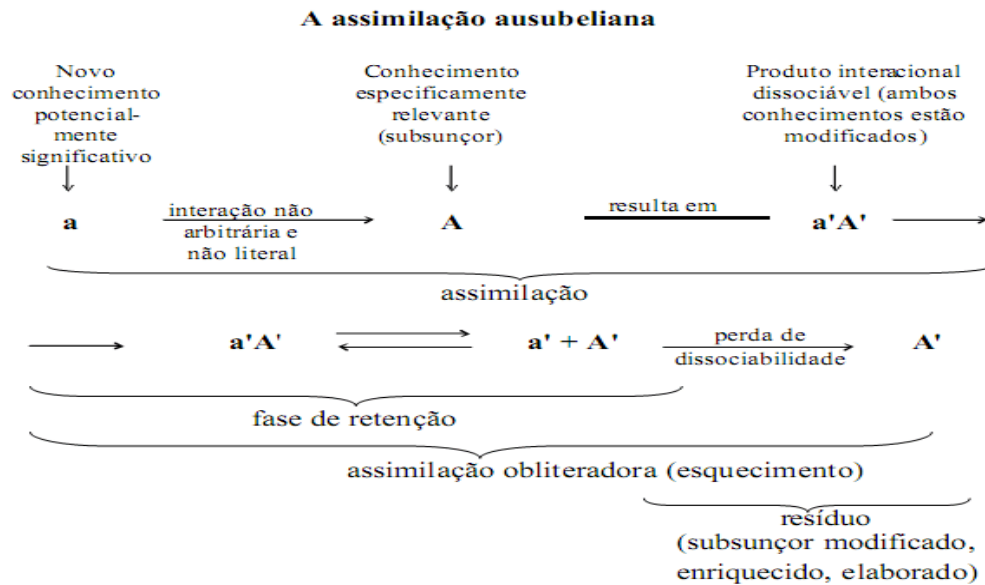 A assimilação ausubeliana
Novo
conhecimento
potencial-
mente
significativo
Conhecimento
especificamente
relevante
(subsunçor)
Produto interacional
dissociável (ambos
conhecimentos estão
modificados)
a
interação não
arbitrária e
não literal
A
resulta em
a'A'
assimilação
a'A'
a' + A'
perda de
dissociabilidade
A'
fase de retenção
assimilação obliteradora (esquecimento)
resíduo
(subsunçor modificado,
enriquecido, elaborado)